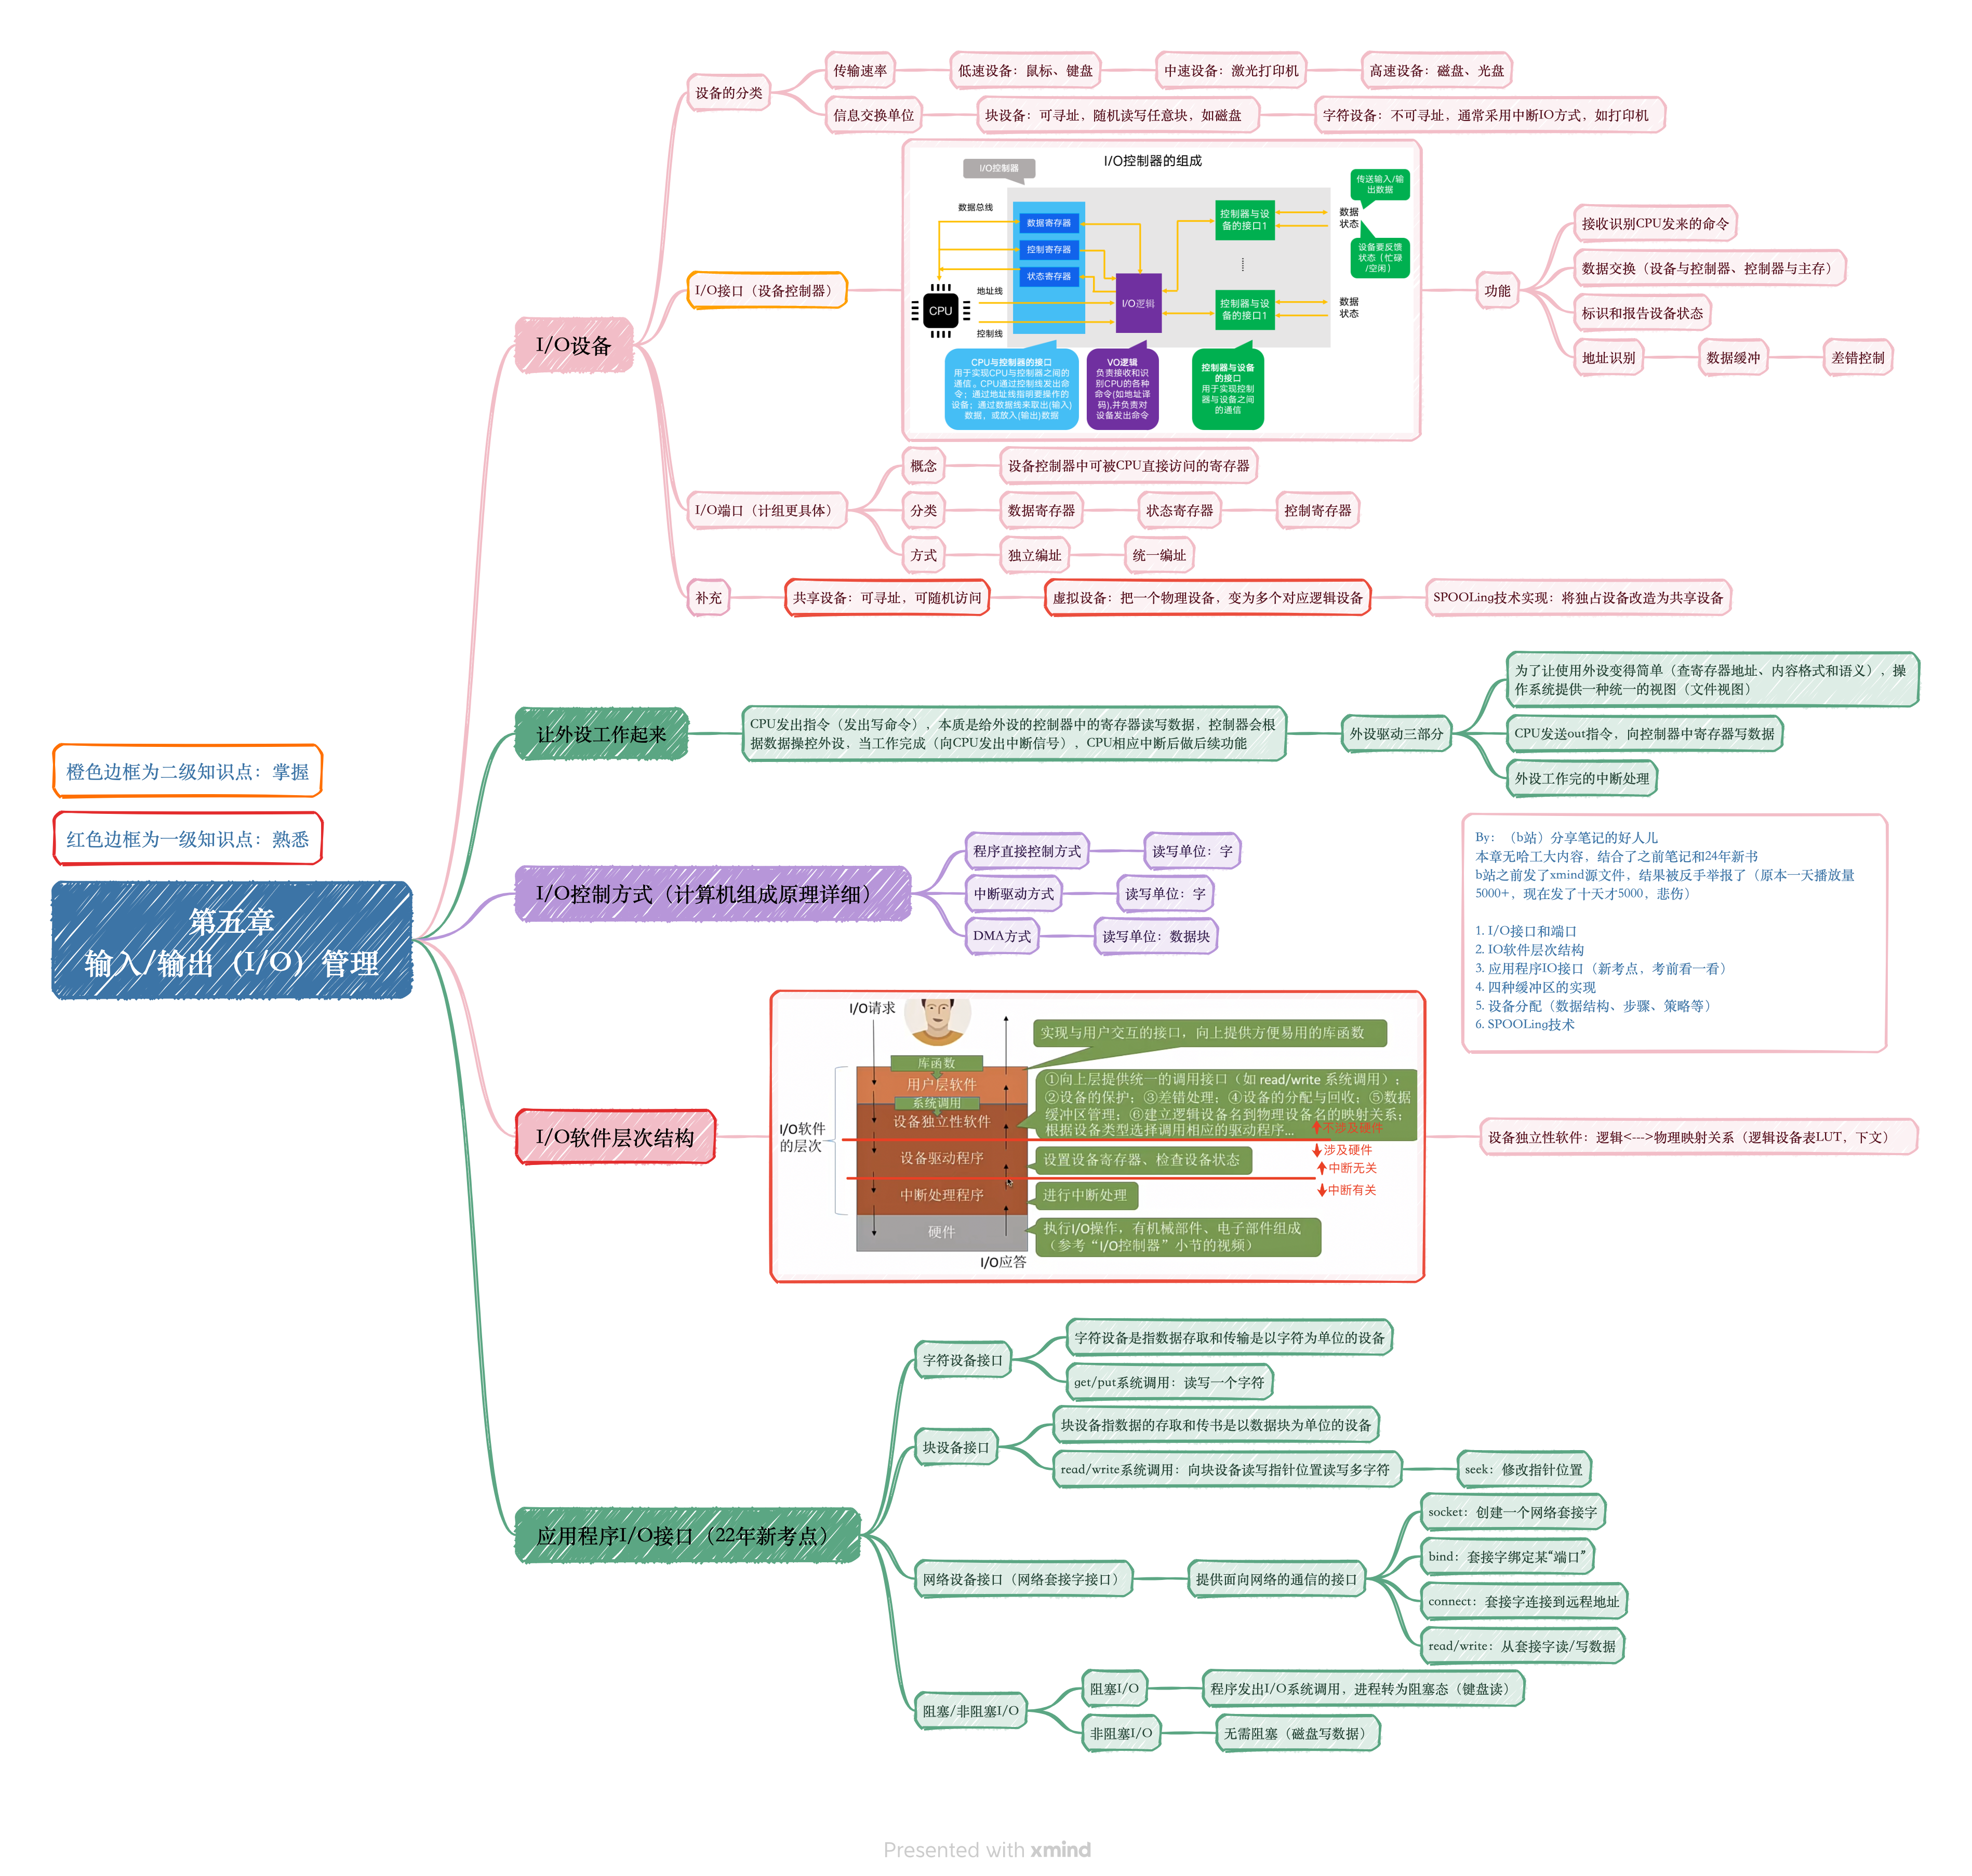 橙色边框为二级知识点：掌握
红色边框为一级知识点：熟悉
第五章
输入/输出（I/O）管理
I/O设备
设备的分类
传输速率
低速设备：鼠标、键盘
中速设备：激光打印机
高速设备：磁盘、光盘
信息交换单位
块设备：可寻址，随机读写任意块，如磁盘
字符设备：不可寻址，通常采用中断IO方式，如打印机
I/O接口（设备控制器）
I/O控制器的组成
I/O控制器
数据总线
数据寄存器
控制寄存器
状态寄存器
地址线
控制线
CPU
I/O逻辑
控制器与设
备的接口1
控制器与设
备的接口1
数据
状态
数据
状态
传送输入/输
出数据
设备要反馈
状态（忙碌
/空闲）
CPU与控制器的接口
用于实现CPU与控制器之间的
通信。CPU通过控制线发出命
令；通过地址线指明要操作的
设备；通过数据线来取出(输入)
数据，或放入(输出)数据
VO逻辑
负责接收和识
别CPU的各种
命令(如地址译
码),并负责对
设备发出命令
控制器与设备
的接口
用于实现控制
器与设备之间
的通信
功能
接收识别CPU发来的命令
数据交换（设备与控制器、控制器与主存）
标识和报告设备状态
地址识别
数据缓冲
差错控制
I/O端口（计组更具体）
概念
设备控制器中可被CPU直接访问的寄存器
分类
数据寄存器
状态寄存器
控制寄存器
方式
独立编址
统一编址
补充
共享设备：可寻址，可随机访问
虚拟设备：把一个物理设备，变为多个对应逻辑设备
SPOOLing技术实现：将独占设备改造为共享设备
让外设工作起来
CPU发出指令（发出写命令），本质是给外设的控制器中的寄存器读写数据，控制器会根
据数据操控外设，当工作完成（向CPU发出中断信号），CPU相应中断后做后续功能
外设驱动三部分
为了让使用外设变得简单（查寄存器地址、内容格式和语义），操
作系统提供一种统一的视图（文件视图）
CPU发送out指令，向控制器中寄存器写数据
外设工作完的中断处理
I/O控制方式（计算机组成原理详细）
程序直接控制方式
读写单位：字
中断驱动方式
读写单位：字
DMA方式
读写单位：数据块
By：（b站）分享笔记的好人儿
本章无哈工大内容，结合了之前笔记和24年新书
b站之前发了xmind源文件，结果被反手举报了（原本一天播放量
5000+，现在发了十天才5000，悲伤）
1. I/O接口和端口
2. IO软件层次结构
3. 应用程序IO接口（新考点，考前看一看）
4. 四种缓冲区的实现
5. 设备分配（数据结构、步骤、策略等）
6. SPOOLing技术
I/O软件层次结构
I/O请求
库函数
用户层软件
系统调用
设备独立性软件
设备驱动程序
中断处理程序
硬件
I/O软件
的层次
I/O应答
实现与用户交互的接口，向上提供方便易用的库函数
①向上层提供统一的调用接口（如 read/write 系统调用）；
②设备的保护；③差错处理；④设备的分配与回收；⑤数据
缓冲区管理；⑥建立逻辑设备名到物理设备名的映射关系；
根据设备类型选择调用相应的驱动程序...
不涉及硬件
涉及硬件
中断无关
中断有关
设置设备寄存器、检查设备状态
进行中断处理
执行I/O操作，有机械部件、电子部件组成
（参考“I/O控制器”小节的视频）
设备独立性软件：逻辑<--->物理映射关系（逻辑设备表LUT，下文）
应用程序I/O接口（22年新考点）
字符设备接口
字符设备是指数据存取和传输是以字符为单位的设备
get/put系统调用：读写一个字符
块设备接口
块设备指数据的存取和传书是以数据块为单位的设备
read/write系统调用：向块设备读写指针位置读写多字符
seek：修改指针位置
网络设备接口（网络套接字接口）
提供面向网络的通信的接口
socket：创建一个网络套接字
bind：套接字绑定某“端口”
connect：套接字连接到远程地址
read/write：从套接字读/写数据
阻塞/非阻塞I/O
阻塞I/O
程序发出I/O系统调用，进程转为阻塞态（键盘读）
非阻塞I/O
无需阻塞（磁盘写数据）
Presented with xmind